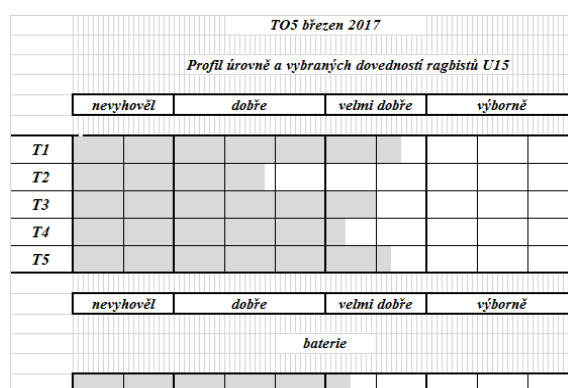 TO5 březen 2017
Profil úrovně a vybraných dovedností ragbistů U15
nevyhověl dobře velmi dobře výborně
T1
T2
T3
T4
T5
nevyhověl dobře velmi dobře výborně
baterie